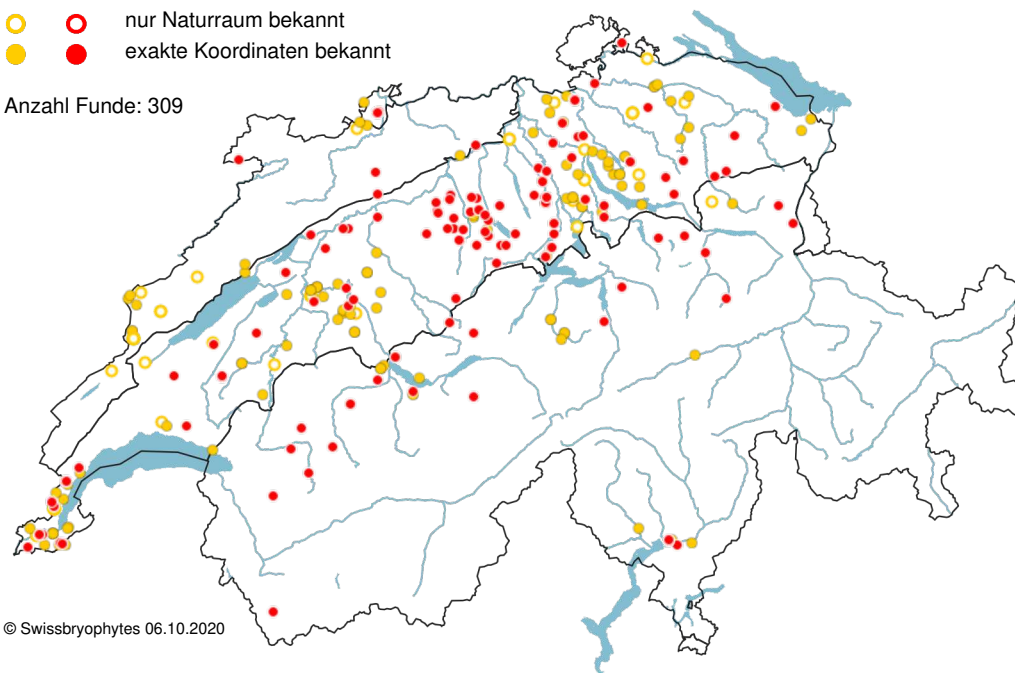 nur Naturraum bekannt
exakte Koordinaten bekannt
Anzahl Funde: 309
© Swissbryophytes 06.10.2020